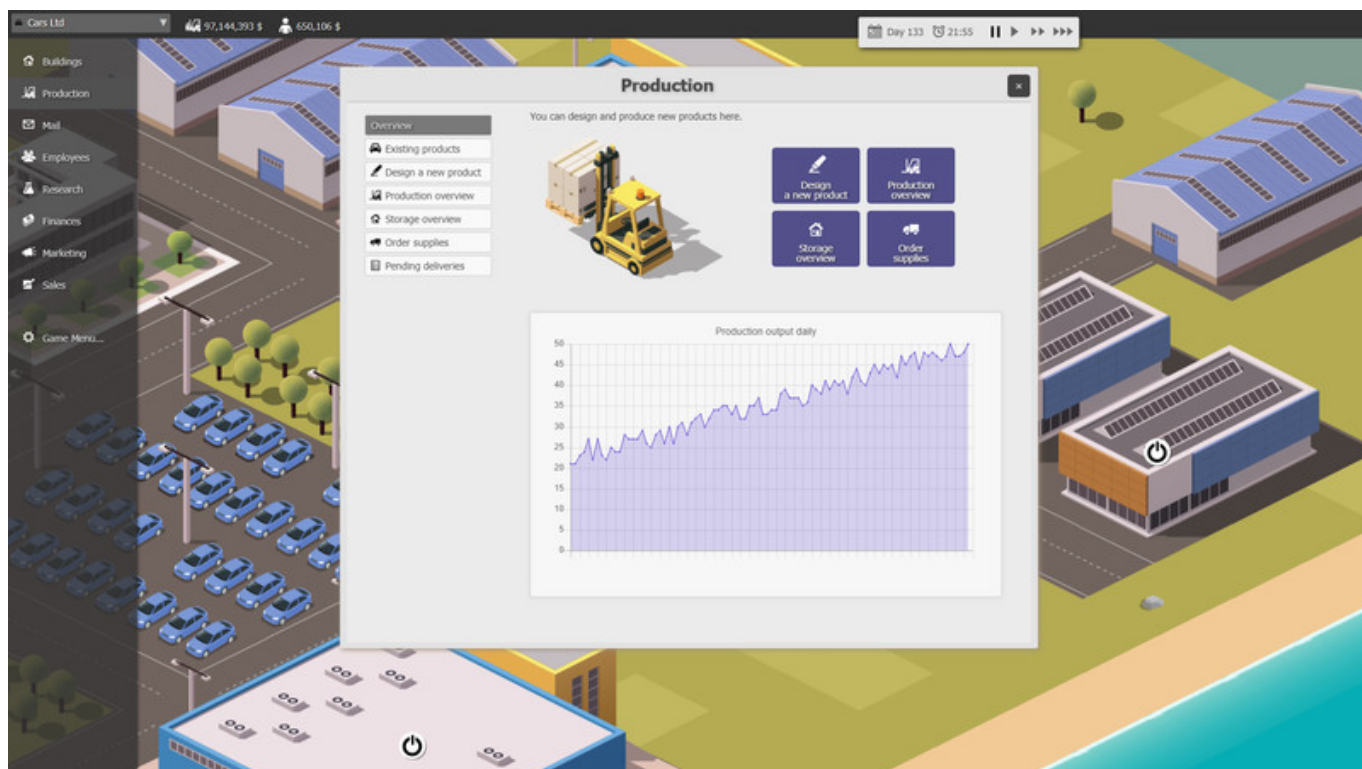 Cars Ltd
97,144,393 $
650,106 $
Day 133
21:55
Buildings
Production
Mail
Employees
Research
Finances
Marketing
Sales
Game Menu...
Production
Overview
Existing products
Design a new product
Production overview
Storage overview
Order supplies
Pending deliveries
You can design and produce new products here.
Design
a new product
Production
overview
Storage
overview
Order
supplies
Production output daily
50
45
40
35
30
25
20
15
10
5
0